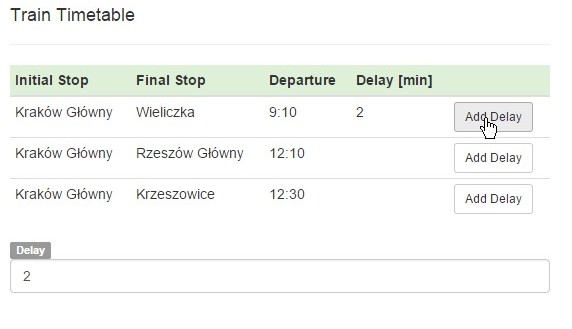 Train Timetable
Initial Stop Final Stop Departure Delay [min]
Kraków Główny Wieliczka 9:10 2 Add Delay
Kraków Główny Rzeszów Główny 12:10 Add Delay
Kraków Główny Krzeszowice 12:30 Add Delay
Delay
2